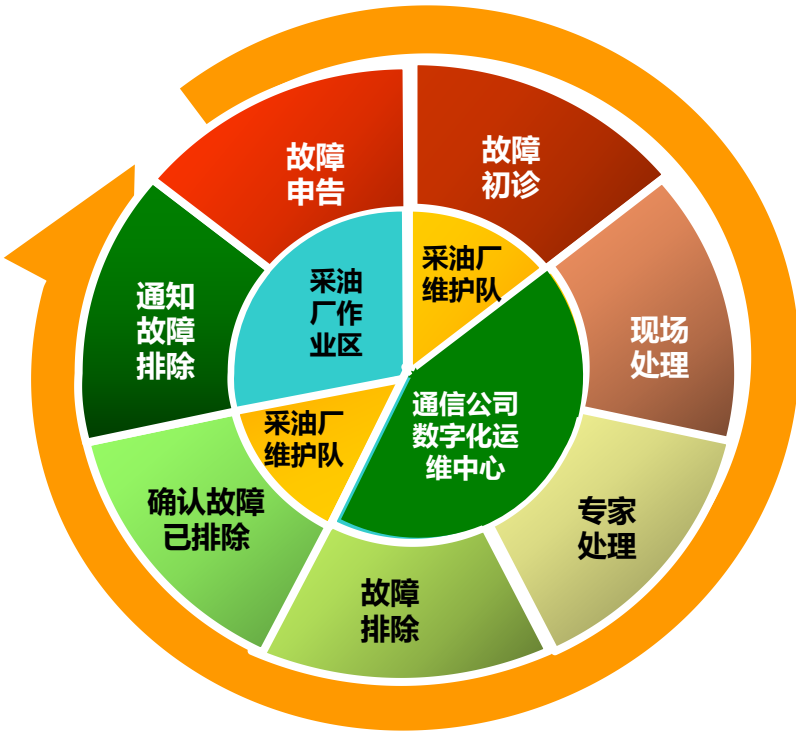 故障
申告
故障
初诊
现场
处理
专家
处理
故障
排除
确认故障
已排除
通知
故障
排除
采油
厂作
业区
采油厂
维护队
通信公司
数字化运
维中心
采油厂
维护队